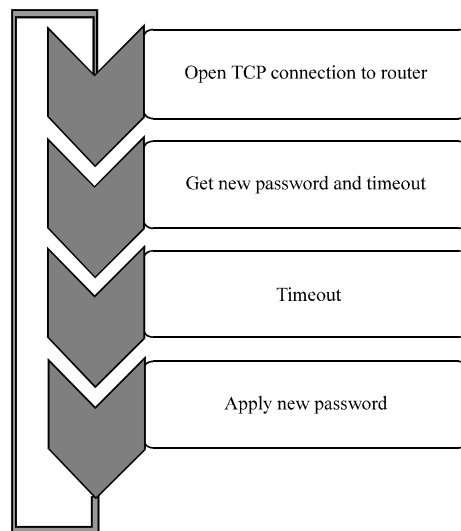 Open TCP connection to router
Get new password and timeout
Timeout
Apply new password